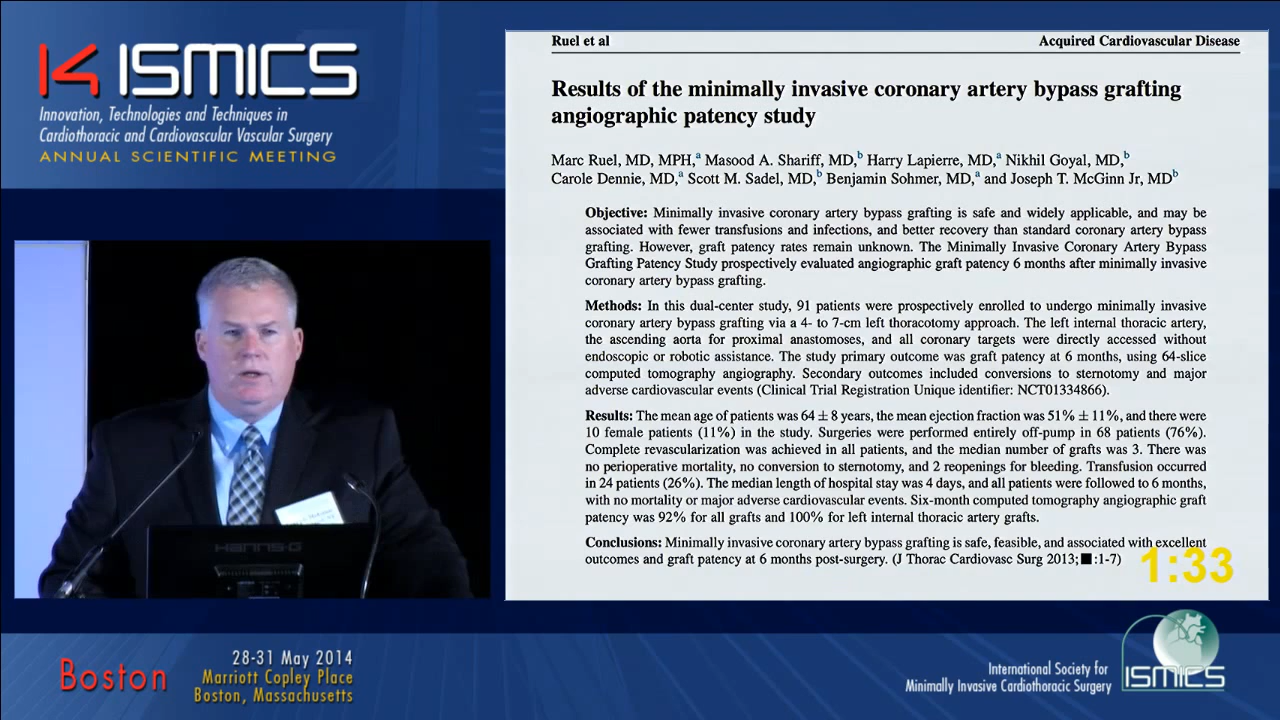 14 ISMICS
Innovation, Technologies and Techniques in
Cardiothoracic and Cardiovascular Vascular Surgery
ANNUAL SCIENTIFIC MEETING
Ruel et al
Acquired Cardiovascular Disease
Results of the minimally invasive coronary artery bypass grafting
angiographic patency study
Marc Ruel, MD, MPH,a Masood A. Shariff, MD,b Harry Lapierre, MD,a Nikhil Goyal, MD,b
Carole Dennie, MD,a Scott M. Sadel, MD,b Benjamin Sohmer, MD,a and Joseph T. McGinn Jr, MDb
Objective: Minimally invasive coronary artery bypass grafting is safe and widely applicable, and may be
associated with fewer transfusions and infections, and better recovery than standard coronary artery bypass
grafting. However, graft patency rates remain unknown. The Minimally Invasive Coronary Artery Bypass
Grafting Patency Study prospectively evaluated angiographic graft patency 6 months after minimally invasive
coronary artery bypass grafting.
Methods: In this dual-center study, 91 patients were prospectively enrolled to undergo minimally invasive
coronary artery bypass grafting via a 4- to 7-cm left thoracotomy approach. The left internal thoracic artery,
the ascending aorta for proximal anastomoses, and all coronary targets were directly accessed without
endoscopic or robotic assistance. The study primary outcome was graft patency at 6 months, using 64-slice
computed tomography angiography. Secondary outcomes included conversions to sternotomy and major
adverse cardiovascular events (Clinical Trial Registration Unique identifier: NCT01334866).
Results: The mean age of patients was 64 ± 8 years, the mean ejection fraction was 51% ± 11%, and there were
10 female patients (11%) in the study. Surgeries were performed entirely off-pump in 68 patients (76%).
Complete revascularization was achieved in all patients, and the median number of grafts was 3. There was
no perioperative mortality, no conversion to sternotomy, and 2 reopenings for bleeding. Transfusion occurred
in 24 patients (26%). The median length of hospital stay was 4 days, and all patients were followed to 6 months,
with no mortality or major adverse cardiovascular events. Six-month computed tomography angiographic graft
patency was 92% for all grafts and 100% for left internal thoracic artery grafts.
Conclusions: Minimally invasive coronary artery bypass grafting is safe, feasible, and associated with excellent
outcomes and graft patency at 6 months post-surgery. (J Thorac Cardiovasc Surg 2013;■:1-7)
1:33
HANNS-G
Boston
28-31 May 2014
Marriott Copley Place
Boston, Massachusetts
International Society for
Minimally Invasive Cardiothoracic Surgery
ISMICS